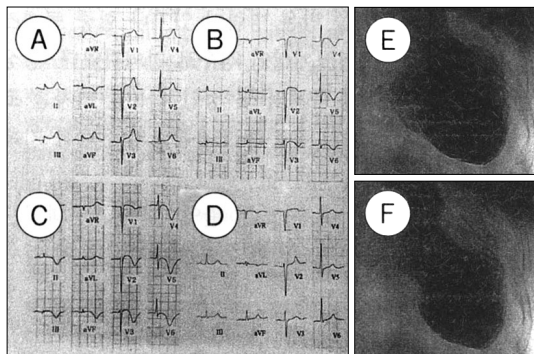 A
aVR V1 V4
II aVL V2 V5
III aVF V3 V6
B
aVR V1 V4
II aVL V2 V5
III aVF V3 V6
C
aVR V1 V4
II aVL V2 V5
III aVF V3 V6
D
aVR V1 V4
II aVL V2 V5
III aVF V3 V6
E
F